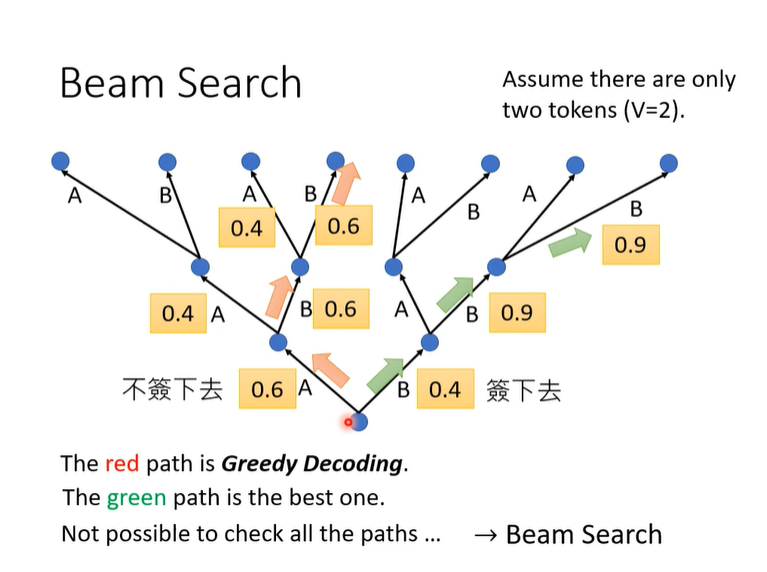 Beam Search
Assume there are only
two tokens (V=2).
A
B
A
B
A
B
A
B
0.4
0.6
0.9
0.4 A
B 0.6
A
B 0.9
不簽下去 0.6 A
B 0.4 簽下去
The red path is Greedy Decoding.
The green path is the best one.
Not possible to check all the paths ... → Beam Search